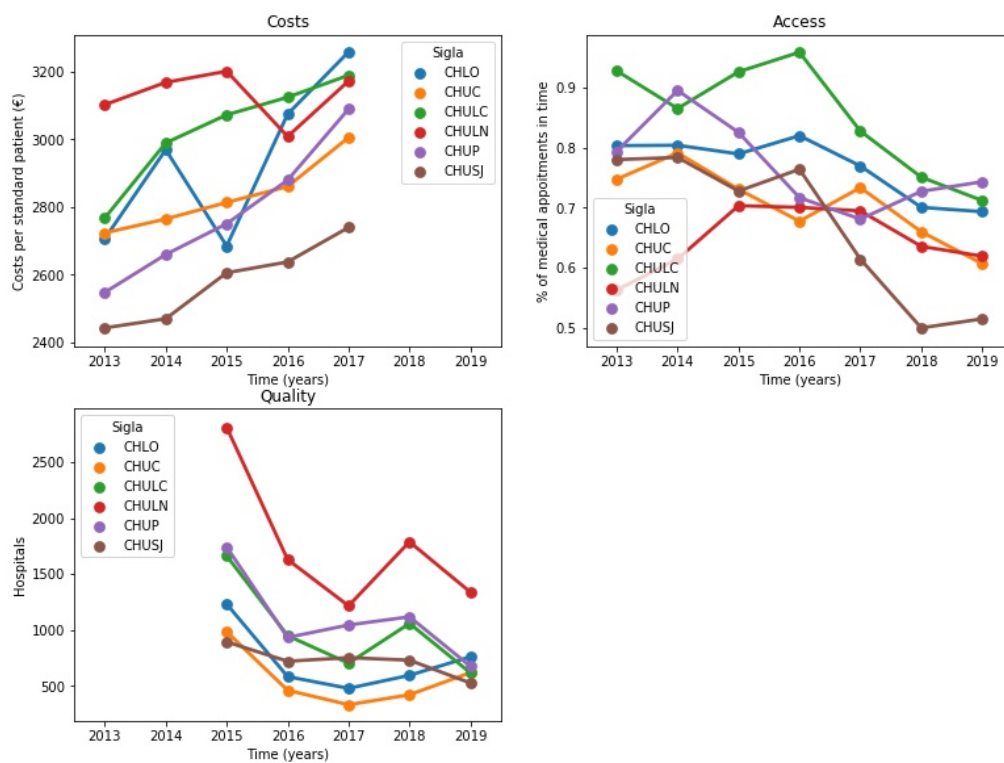 Costs
Costs per standard patient (€)
3200
3000
2800
2600
2400
Sigla
CHLO
CHUC
CHULC
CHULN
CHUP
CHUSJ
2013 2014 2015 2016 2017 2018 2019
Time (years)
Access
% of medical appoitments in time
0.9
0.8
0.7
0.6
0.5
Sigla
CHLO
CHUC
CHULC
CHULN
CHUP
CHUSJ
2013 2014 2015 2016 2017 2018 2019
Time (years)
Quality
Hospitals
2500
2000
1500
1000
500
Sigla
CHLO
CHUC
CHULC
CHULN
CHUP
CHUSJ
2013 2014 2015 2016 2017 2018 2019
Time (years)